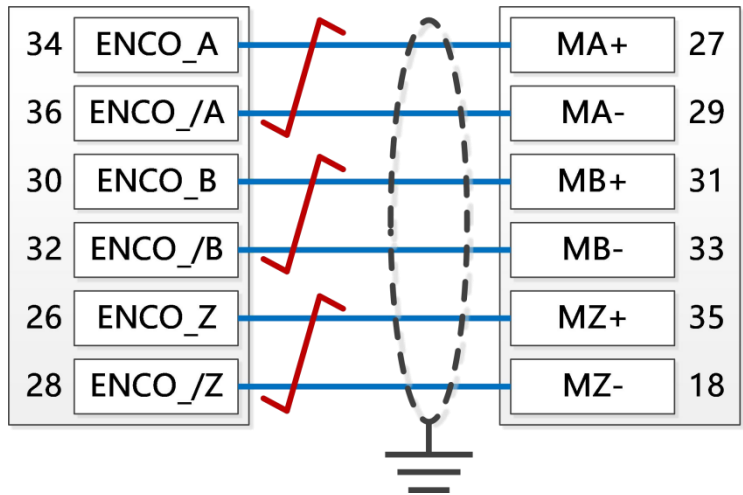 34 ENCO_A MA+ 27
36 ENCO_/A MA- 29
30 ENCO_B MB+ 31
32 ENCO_/B MB- 33
26 ENCO_Z MZ+ 35
28 ENCO_/Z MZ- 18